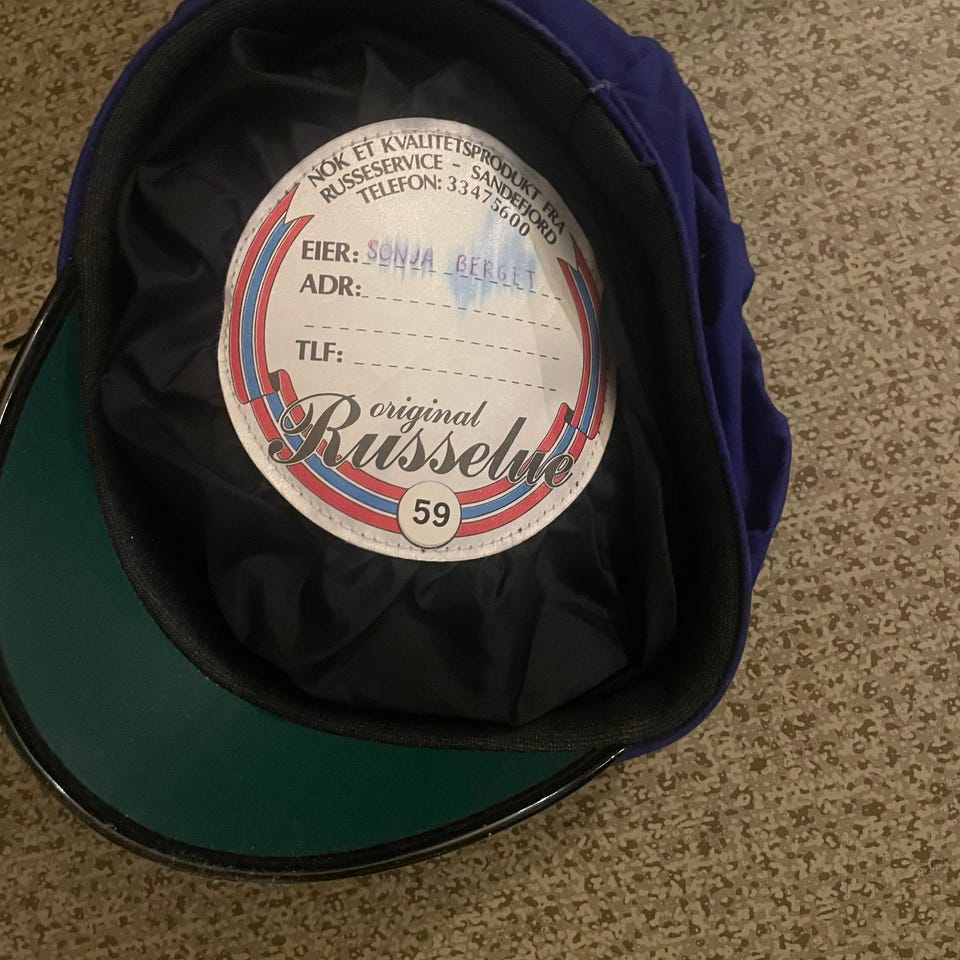 NOK ET KVALITETSPRODUKT FRA
RUSSESERVICE - SANDEFJORD
TELEFON: 33475600
EIER: SONJA BERGET
ADR:
TLF:
original
Russelue
59